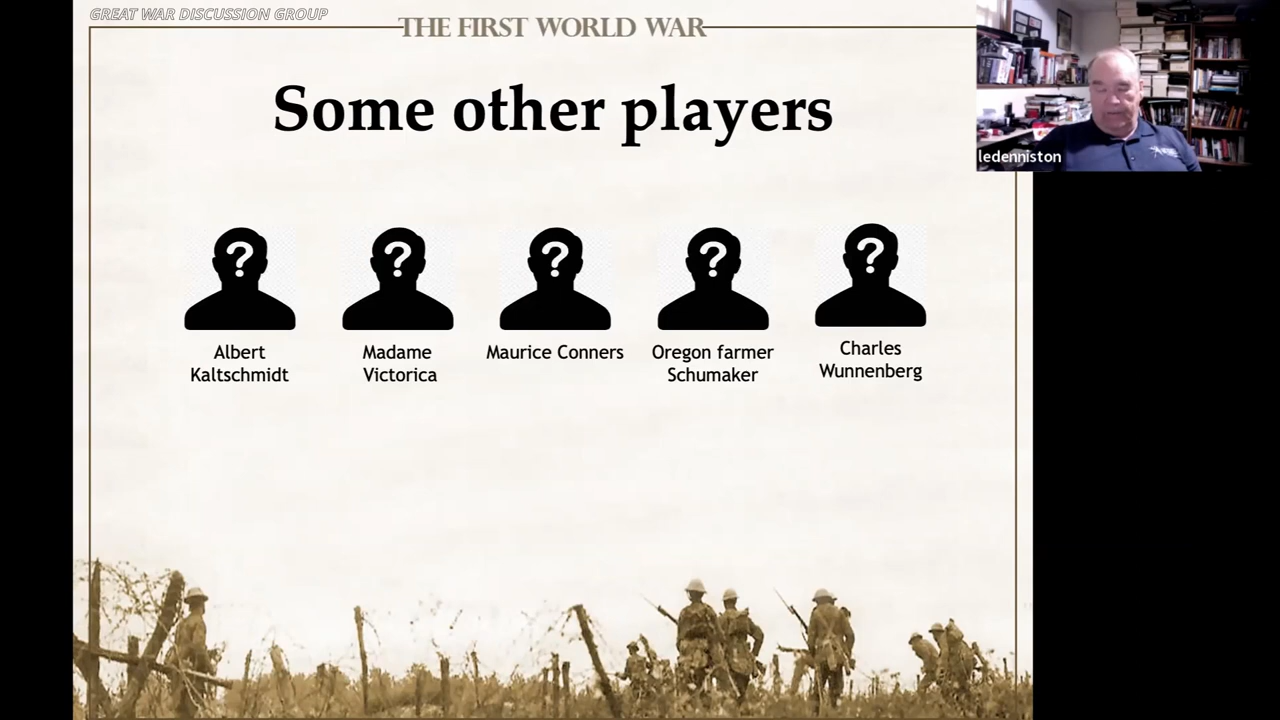 GREAT WAR DISCUSSION GROUP
THE FIRST WORLD WAR
Some other players
ledenniston
?
?
?
?
?
Albert
Kaltschmidt
Madame
Victorica
Maurice Conners
Oregon farmer
Schumaker
Charles
Wunnenberg